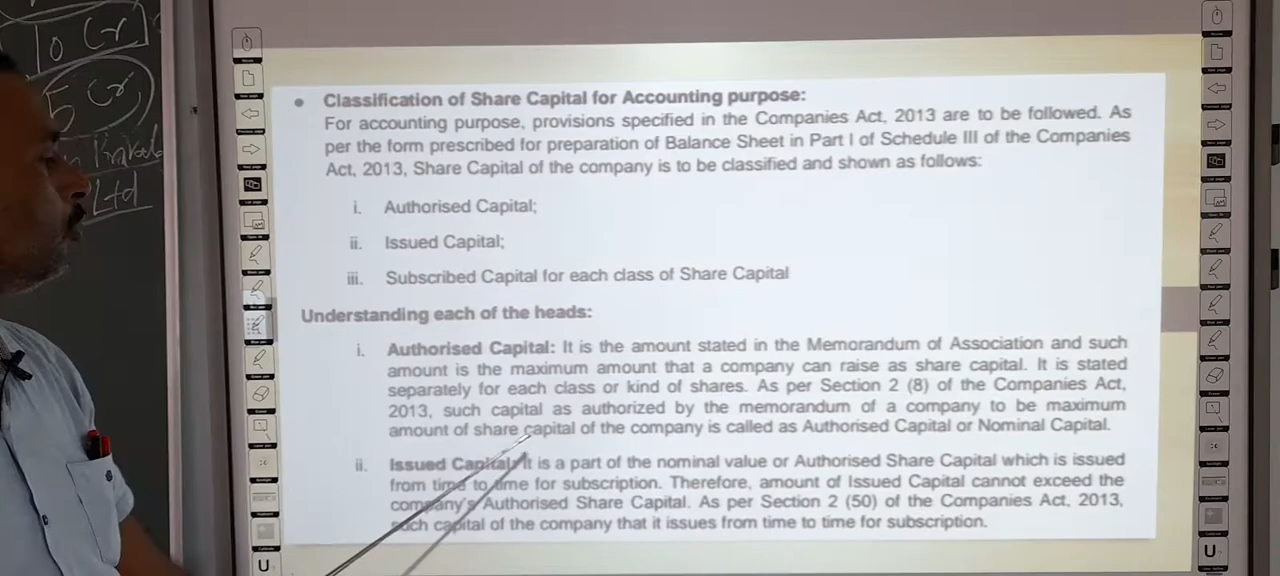 To Cr
5 Cr
Ltd
• Classification of Share Capital for Accounting purpose:
For accounting purpose, provisions specified in the Companies Act, 2013 are to be followed. As
per the form prescribed for preparation of Balance Sheet in Part I of Schedule III of the Companies
Act, 2013, Share Capital of the company is to be classified and shown as follows:
i. Authorised Capital;
ii. Issued Capital;
iii. Subscribed Capital for each class of Share Capital
Understanding each of the heads:
i. Authorised Capital: It is the amount stated in the Memorandum of Association and such
amount is the maximum amount that a company can raise as share capital. It is stated
separately for each class or kind of shares. As per Section 2 (8) of the Companies Act,
2013, such capital as authorized by the memorandum of a company to be maximum
amount of share capital of the company is called as Authorised Capital or Nominal Capital.
ii. Issued Capital: It is a part of the nominal value or Authorised Share Capital which is issued
from time to time for subscription. Therefore, amount of Issued Capital cannot exceed the
company's Authorised Share Capital. As per Section 2 (50) of the Companies Act, 2013,
such capital of the company that it issues from time to time for subscription.